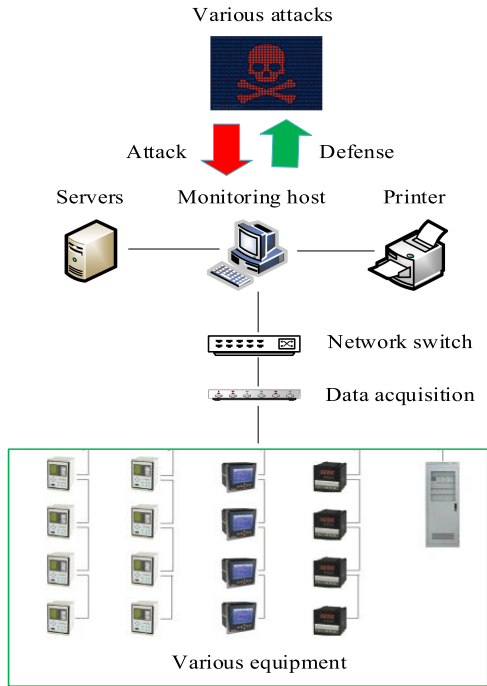 Various attacks
Attack
Defense
Servers
Monitoring host
Printer
Network switch
Data acquisition
Various equipment